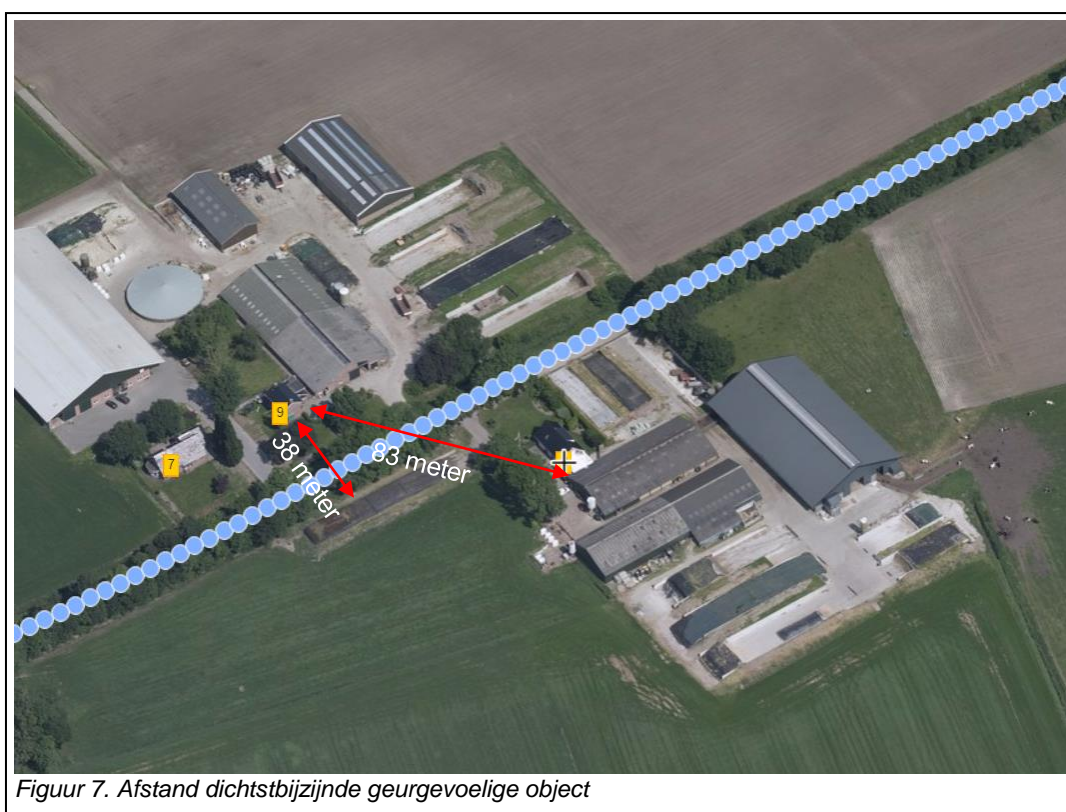 9
83 meter
38 meter
7
Figuur 7. Afstand dichtstbijzijnde geurgevoelige object